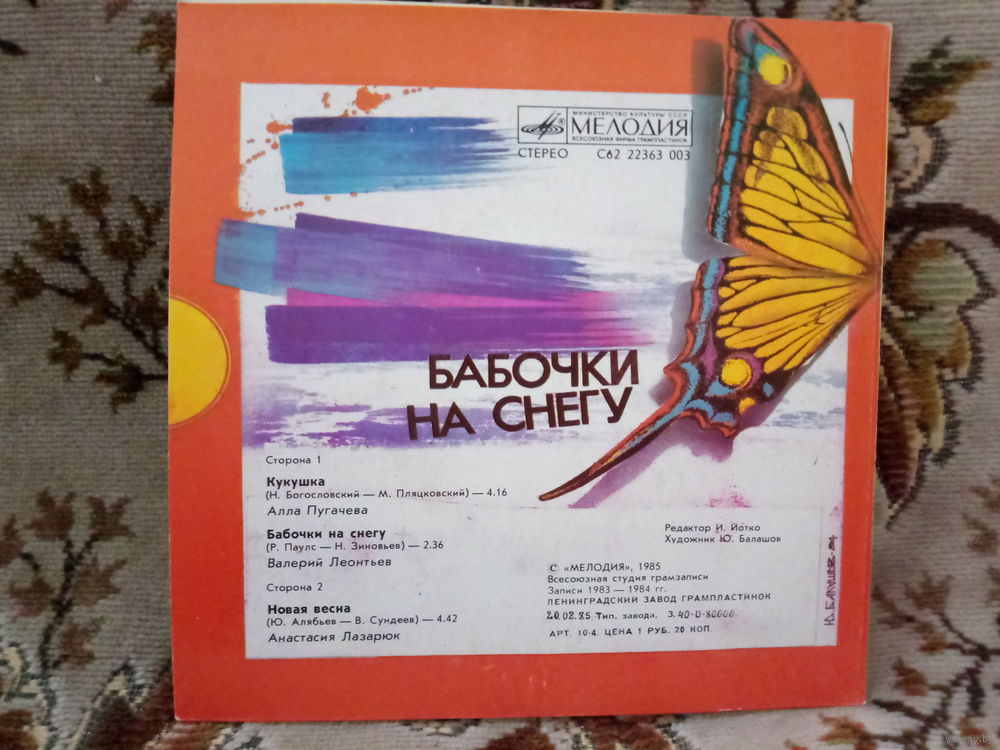 МИНИСТЕРСТВО КУЛЬТУРЫ СССР
МЕЛОДИЯ
ВСЕСОЮЗНАЯ ФИРМА ГРАМПЛАСТИНОК
СТЕРЕО С62 22363 003
БАБОЧКИ
НА СНЕГУ
Сторона 1
Кукушка
(Н. Богословский — М. Пляцковский) — 4.16
Алла Пугачева
Бабочки на снегу
(Р. Паулс — Н. Зиновьев) — 2.36
Валерий Леонтьев
Сторона 2
Новая весна
(Ю. Алябьев — В. Сундеев) — 4.42
Анастасия Лазарюк
Редактор И. Йотко
Художник Ю. Балашов
© «МЕЛОДИЯ», 1985
Всесоюзная студия грамзаписи
Записи 1983 — 1984 гг.
ЛЕНИНГРАДСКИЙ ЗАВОД ГРАМПЛАСТИНОК
20.02.85 Тип. завода. З. 40-0-80000.
АРТ. 10-4. ЦЕНА 1 РУБ. 20 КОП.
Ю. БАЛАШОВ